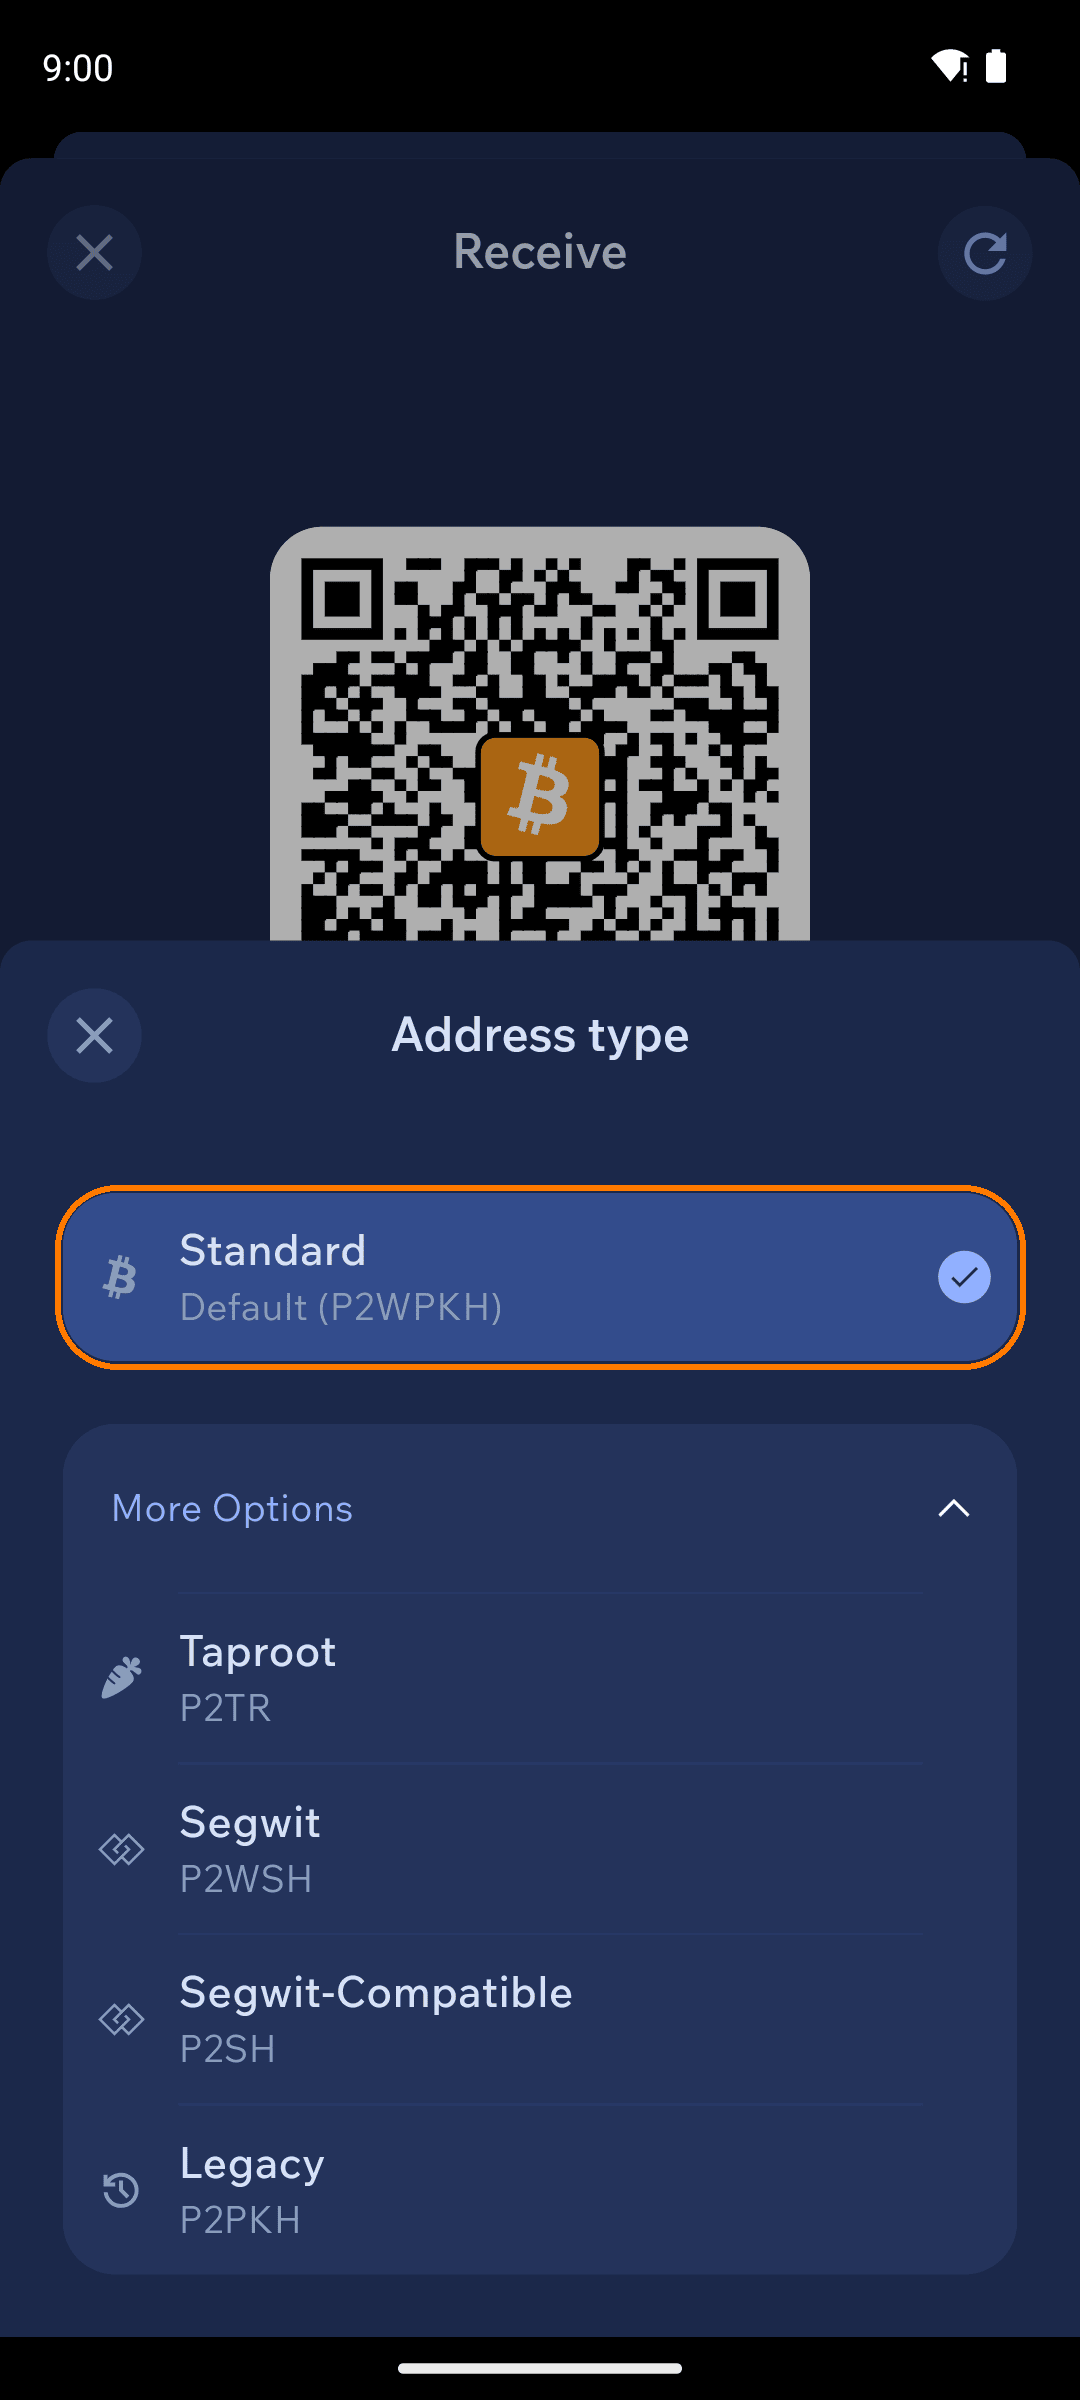 9:00
Receive
Address type
Standard
Default (P2WPKH)
More Options
Taproot
P2TR
Segwit
P2WSH
Segwit-Compatible
P2SH
Legacy
P2PKH